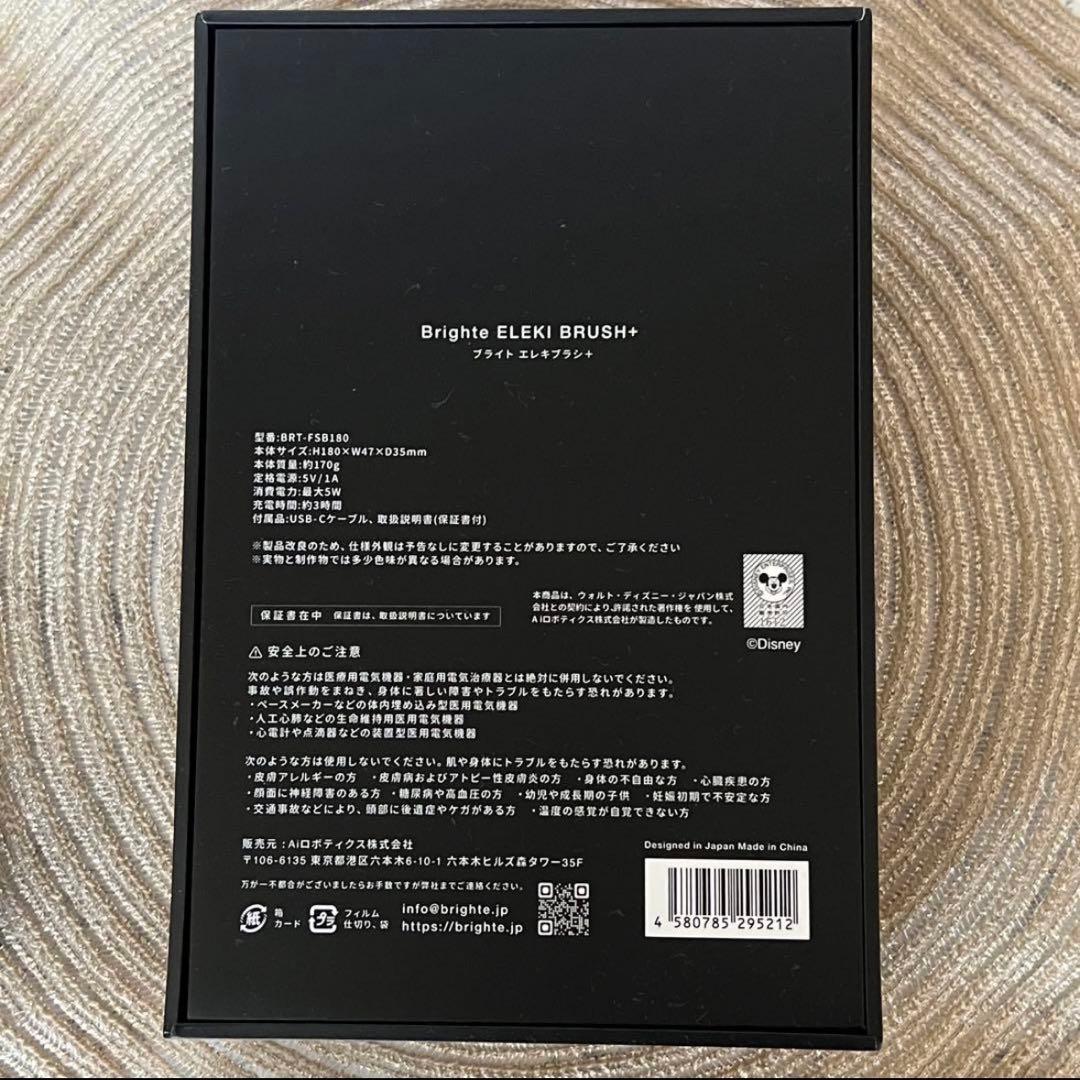 Brighte ELEKI BRUSH+
ブライト エレキブラシ+
型番:BRT-FSB180
本体サイズ:H180×W47×D35mm
本体質量:約170g
定格電源:5V/1A
消費電力:最大5W
充電時間:約3時間
付属品:USB-Cケーブル、取扱説明書(保証書付)
※製品改良のため、仕様外観は予告なしに変更することがありますので、ご了承ください
※実物と制作物では多少色味が異なる場合があります。
保証書在中 保証書は、取扱説明書についています
本商品は、ウォルト・ディズニー・ジャパン株式
会社との契約により、許諾された著作権を使用して、
Aiロボティクス株式会社が製造したものです。
©Disney
⚠ 安全上のご注意
次のような方は医療用電気機器・家庭用電気治療器とは絶対に併用しないでください。
事故や誤作動をまねき、身体に著しい障害やトラブルをもたらす恐れがあります。
・ペースメーカーなどの体内埋め込み型医用電気機器
・人工心肺などの生命維持用医用電気機器
・心電計や点滴器などの装置型医用電気機器
次のような方は使用しないでください。肌や身体にトラブルをもたらす恐れがあります。
・皮膚アレルギーの方 ・皮膚病およびアトピー性皮膚炎の方 ・身体の不自由な方 ・心臓疾患の方
・顔面に神経障害のある方 ・糖尿病や高血圧の方 ・幼児や成長期の子供 ・妊娠初期で不安定な方
・交通事故などにより、頭部に後遺症やケガがある方 ・温度の感覚が自覚できない方
販売元:Aiロボティクス株式会社
〒106-6135 東京都港区六本木6-10-1 六本木ヒルズ森タワー35F
万が一不都合がございましたらお手数ですが弊社までご連絡ください。
紙 箱 カード
プラ フィルム 仕切り、袋
info@brighte.jp
https://brighte.jp
Designed in Japan Made in China
4 580785 295212